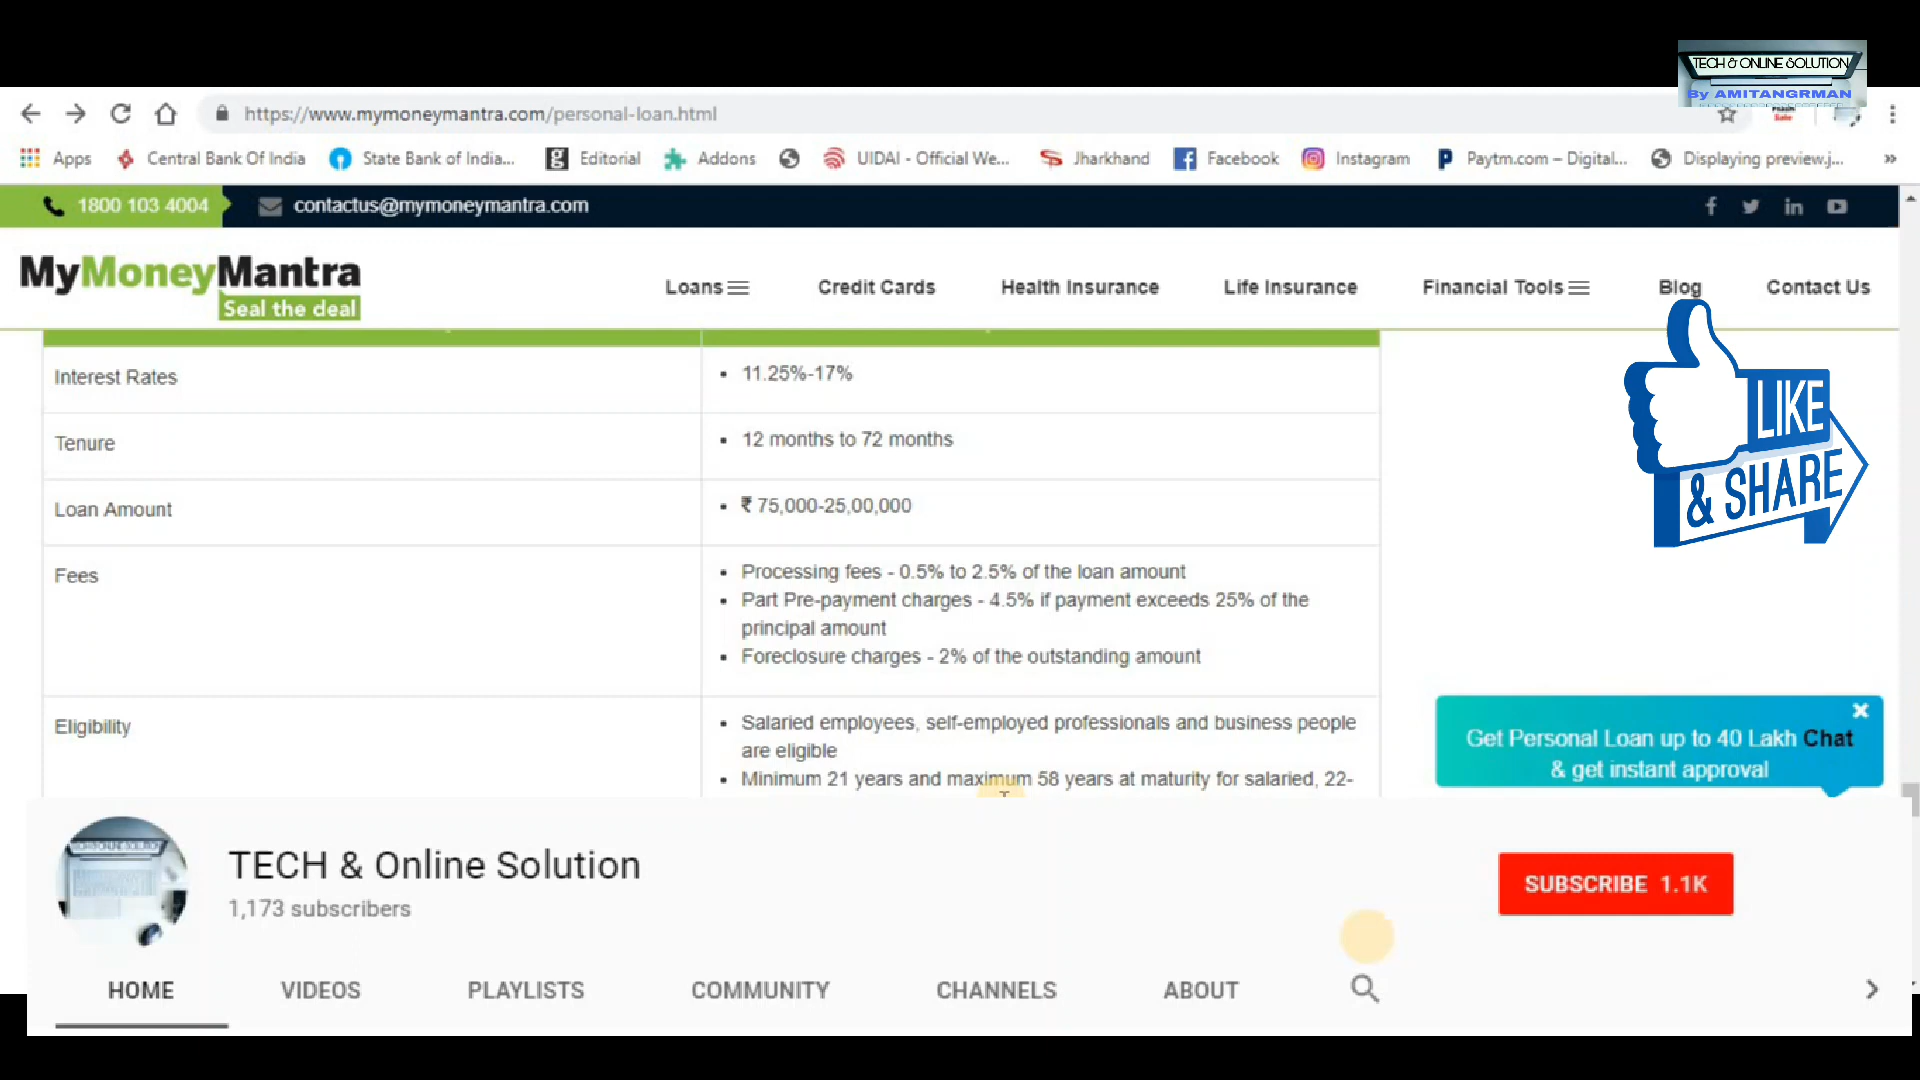 TECH & ONLINE SOLUTION
By AMITANGRMAN
https://www.mymoneymantra.com/personal-loan.html
Sale
Apps Central Bank Of India State Bank of India... Editorial Addons UIDAI - Official We... Jharkhand Facebook Instagram Paytm.com – Digital... Displaying preview.j... »
1800 103 4004 contactus@mymoneymantra.com
MyMoneyMantra
Seal the deal
Loans Credit Cards Health Insurance Life Insurance Financial Tools Blog Contact Us
Interest Rates
• 11.25%-17%
Tenure
• 12 months to 72 months
Loan Amount
• ₹ 75,000-25,00,000
Fees
• Processing fees - 0.5% to 2.5% of the loan amount
• Part Pre-payment charges - 4.5% if payment exceeds 25% of the
principal amount
• Foreclosure charges - 2% of the outstanding amount
Eligibility
• Salaried employees, self-employed professionals and business people
are eligible
• Minimum 21 years and maximum 58 years at maturity for salaried, 22-
LIKE
& SHARE
Get Personal Loan up to 40 Lakh Chat
& get instant approval
TECH & Online Solution
1,173 subscribers
SUBSCRIBE 1.1K
HOME VIDEOS PLAYLISTS COMMUNITY CHANNELS ABOUT